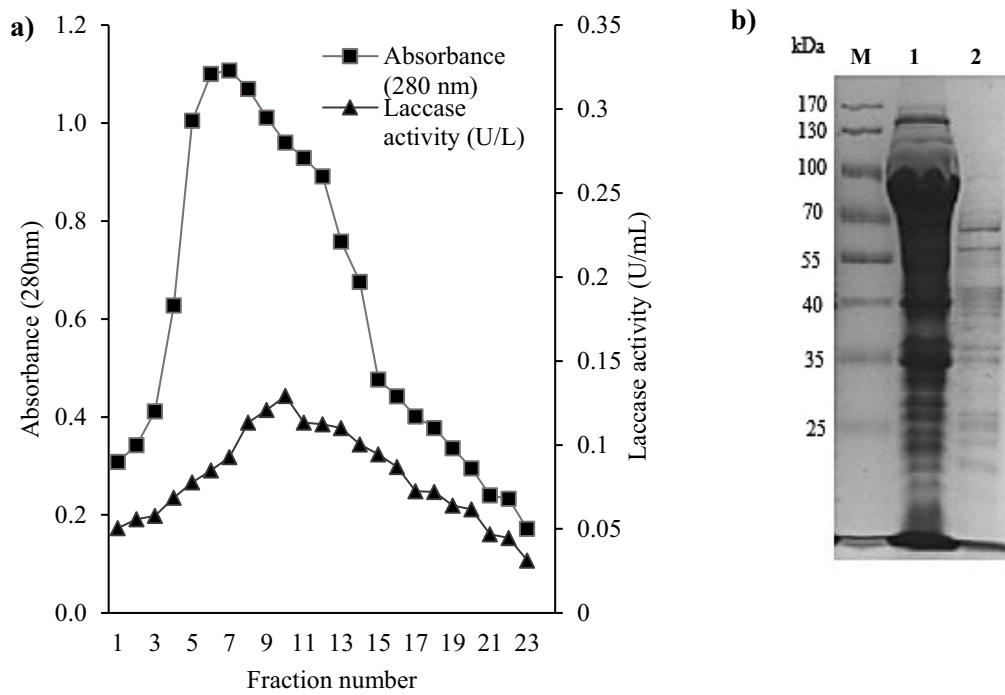 a)
1.2
1.0
0.8
0.6
0.4
0.2
0.0
Absorbance (280nm)
0.35
0.3
0.25
0.2
0.15
0.1
0.05
0
Laccase activity (U/mL)
Absorbance
(280 nm)
Laccase
activity (U/L)
1 3 5 7 9 11 13 15 17 19 21 23
Fraction number
b)
kDa M 1 2
170
130
100
70
55
40
35
25